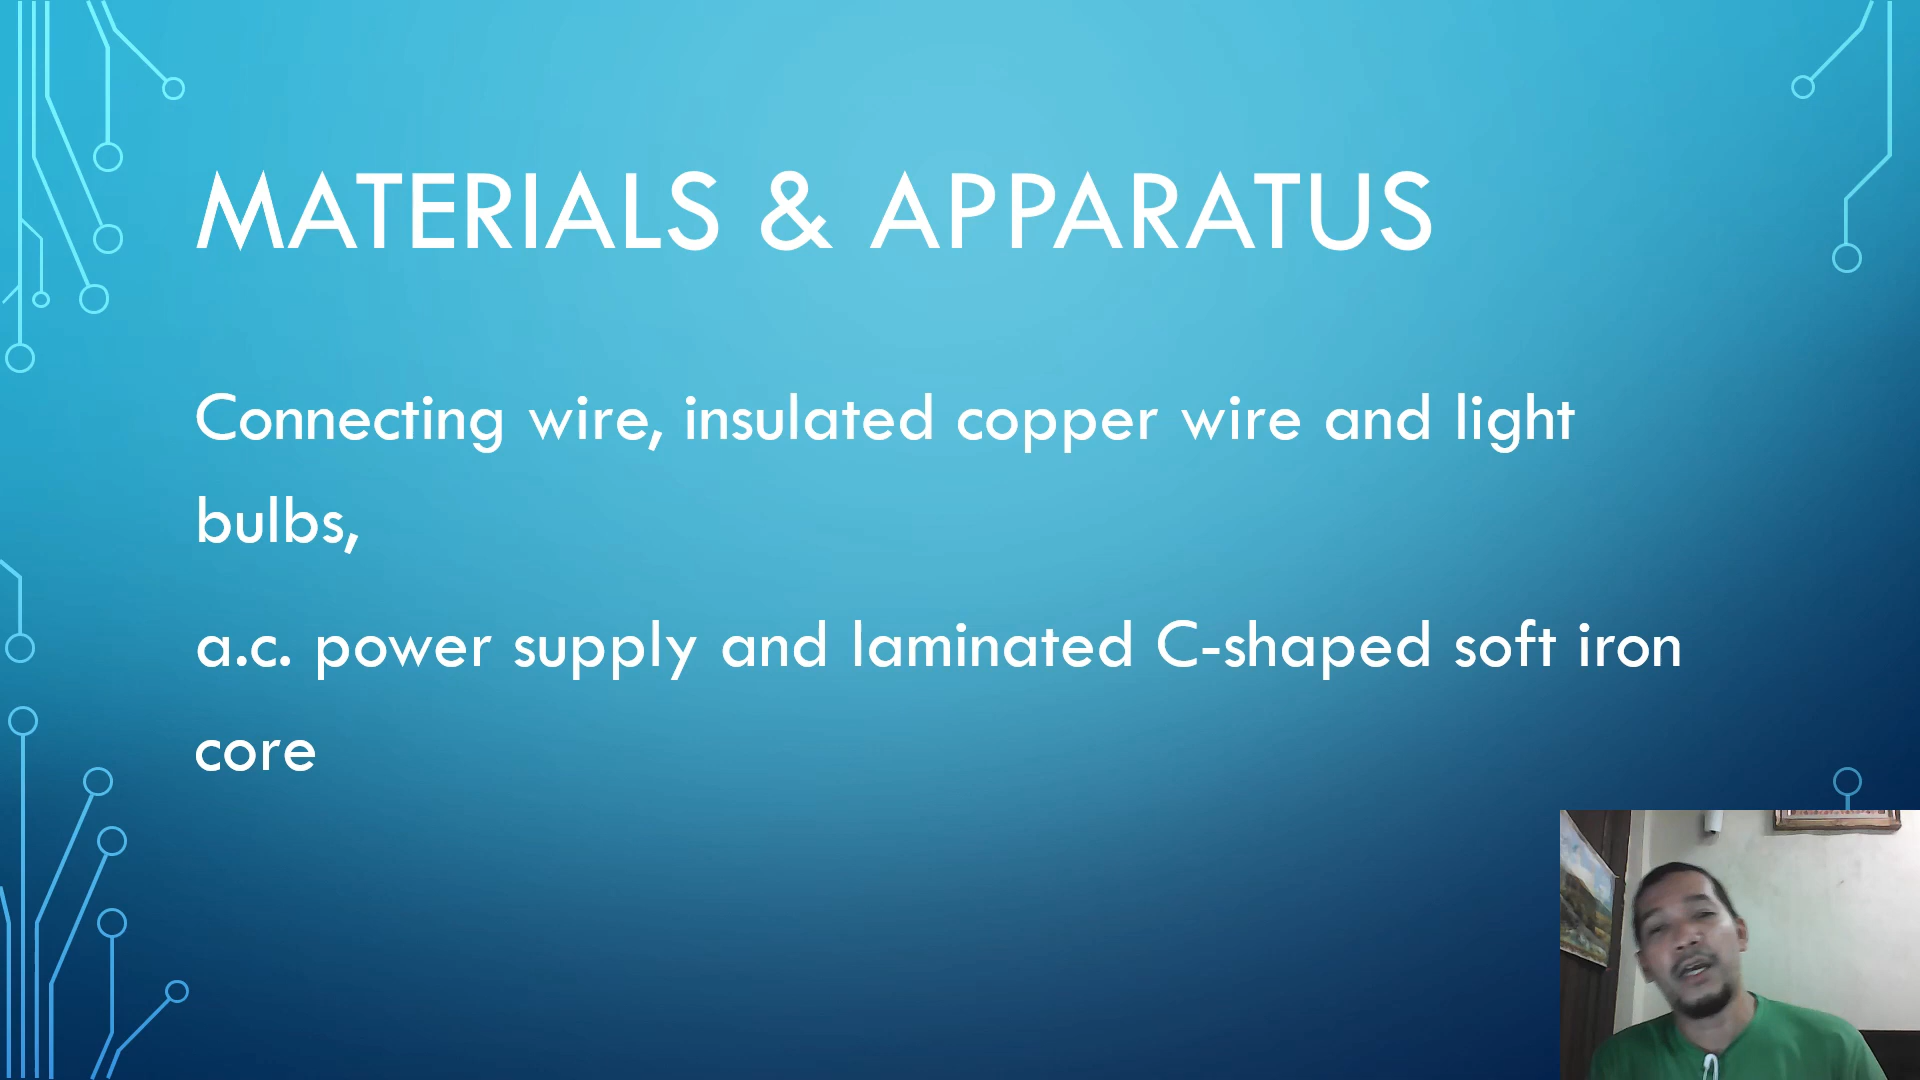 MATERIALS & APPARATUS
Connecting wire, insulated copper wire and light
bulbs,
a.c. power supply and laminated C-shaped soft iron
core